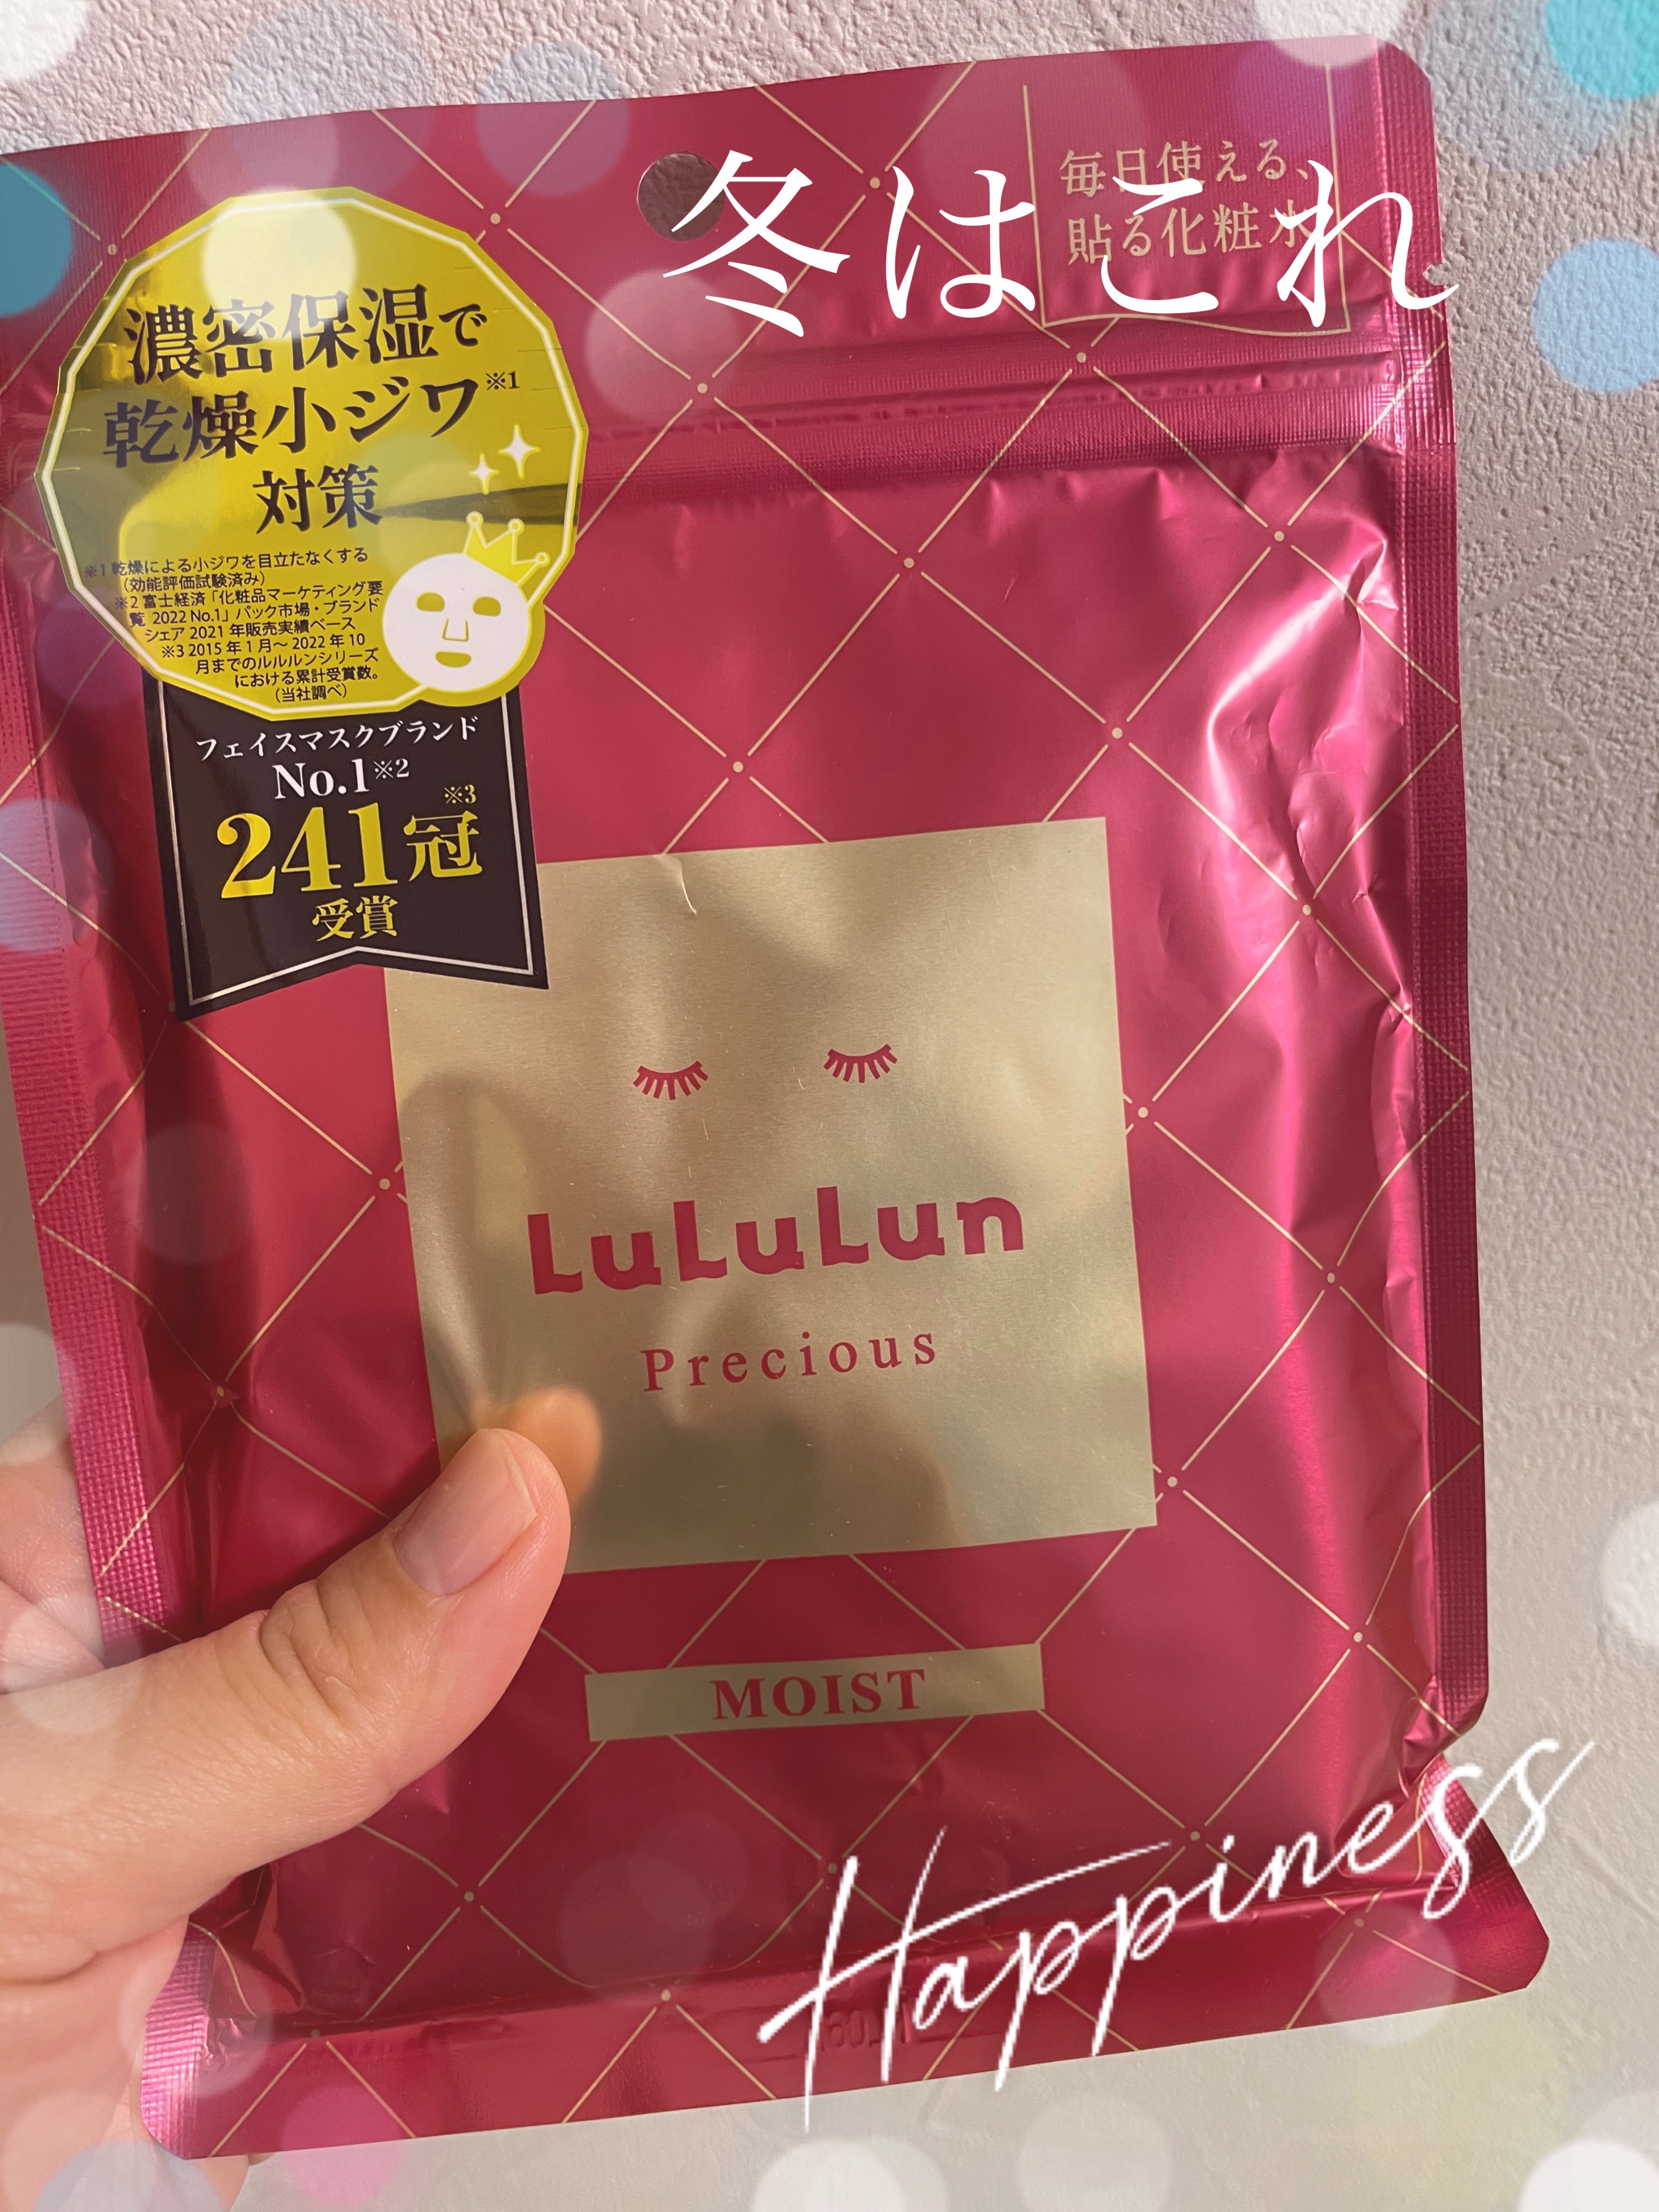 冬はこれ
毎日使える、
貼る化粧水
濃密保湿で
乾燥小ジワ※1
対策
※1 乾燥による小ジワを目立たなくする
(効能評価試験済み)
※2 富士経済「化粧品マーケティング要
覧 2022 No.1」パック市場・ブランド
シェア 2021 年販売実績ベース
※3 2015 年 1 月〜 2022 年 10
月までのルルルンシリーズ
における累計受賞数。
(当社調べ)
フェイスマスクブランド
No.1※2
241冠※3
受賞
LuLuLun
Precious
MOIST
Happiness